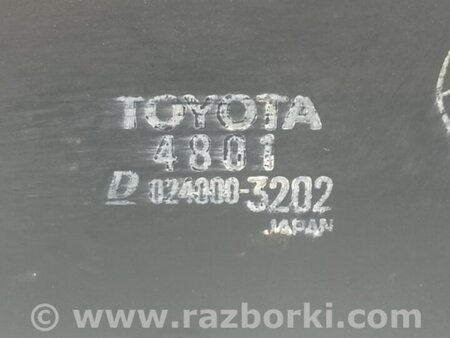 TOYOTA
4801
D 024000-3202
JAPAN
© www.razborki.com